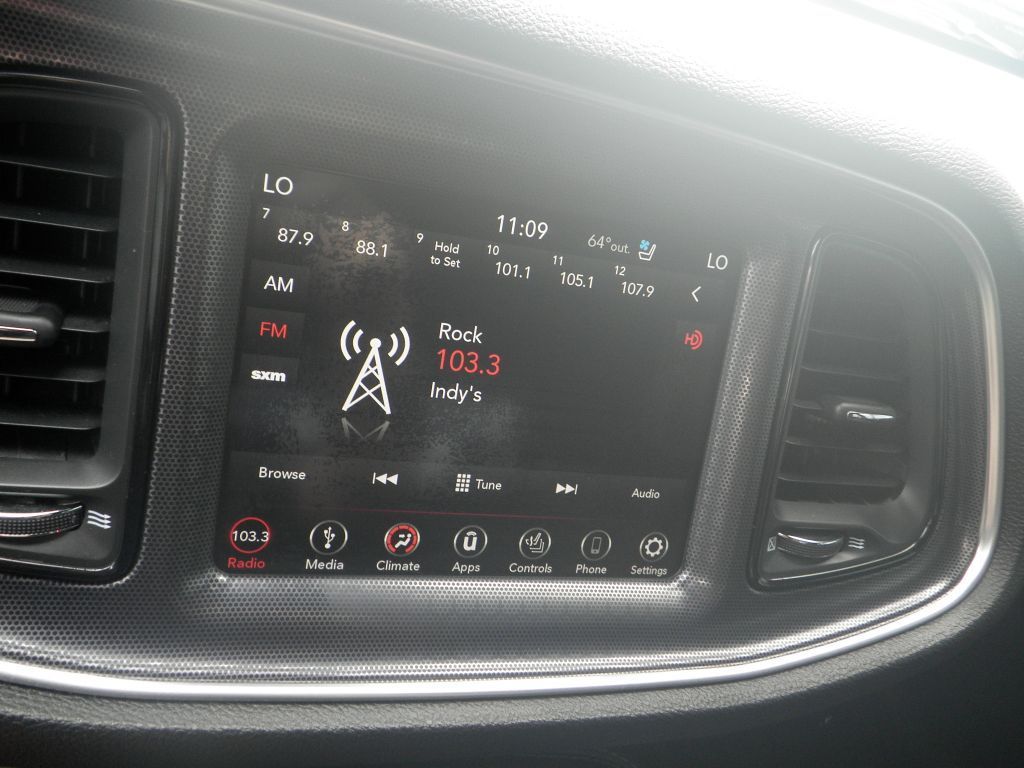 LO
11:09
64° out.
LO
7 87.9
8 88.1
9 Hold to Set
10 101.1
11 105.1
12 107.9
AM
FM
sxm
Rock
103.3
Indy's
HD
Browse
Tune
Audio
103.3
Radio
Media
Climate
Apps
Controls
Phone
Settings